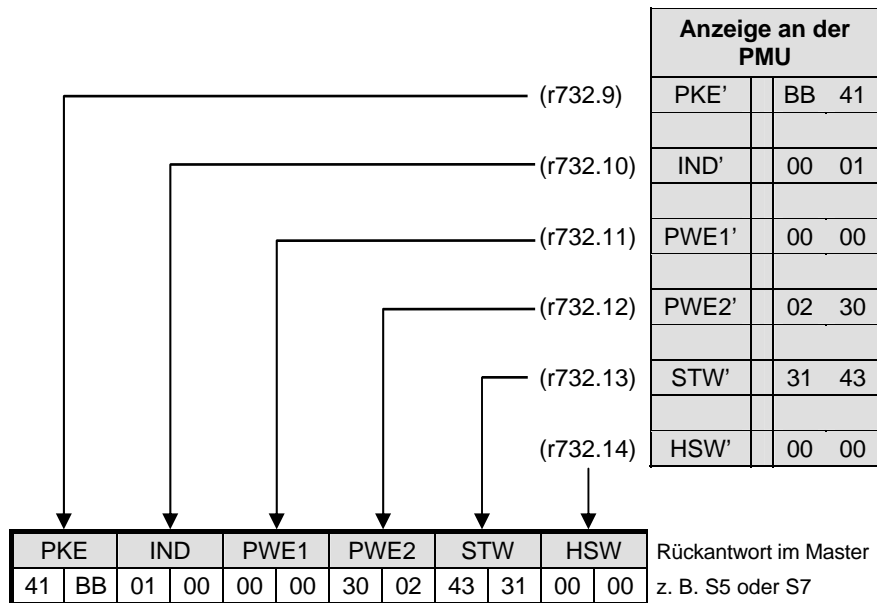 Anzeige an der
PMU
(r732.9) PKE’ BB 41
(r732.10) IND’ 00 01
(r732.11) PWE1’ 00 00
(r732.12) PWE2’ 02 30
(r732.13) STW’ 31 43
(r732.14) HSW’ 00 00
PKE IND PWE1 PWE2 STW HSW Rückantwort im Master
41 BB 01 00 00 00 30 02 43 31 00 00 z. B. S5 oder S7